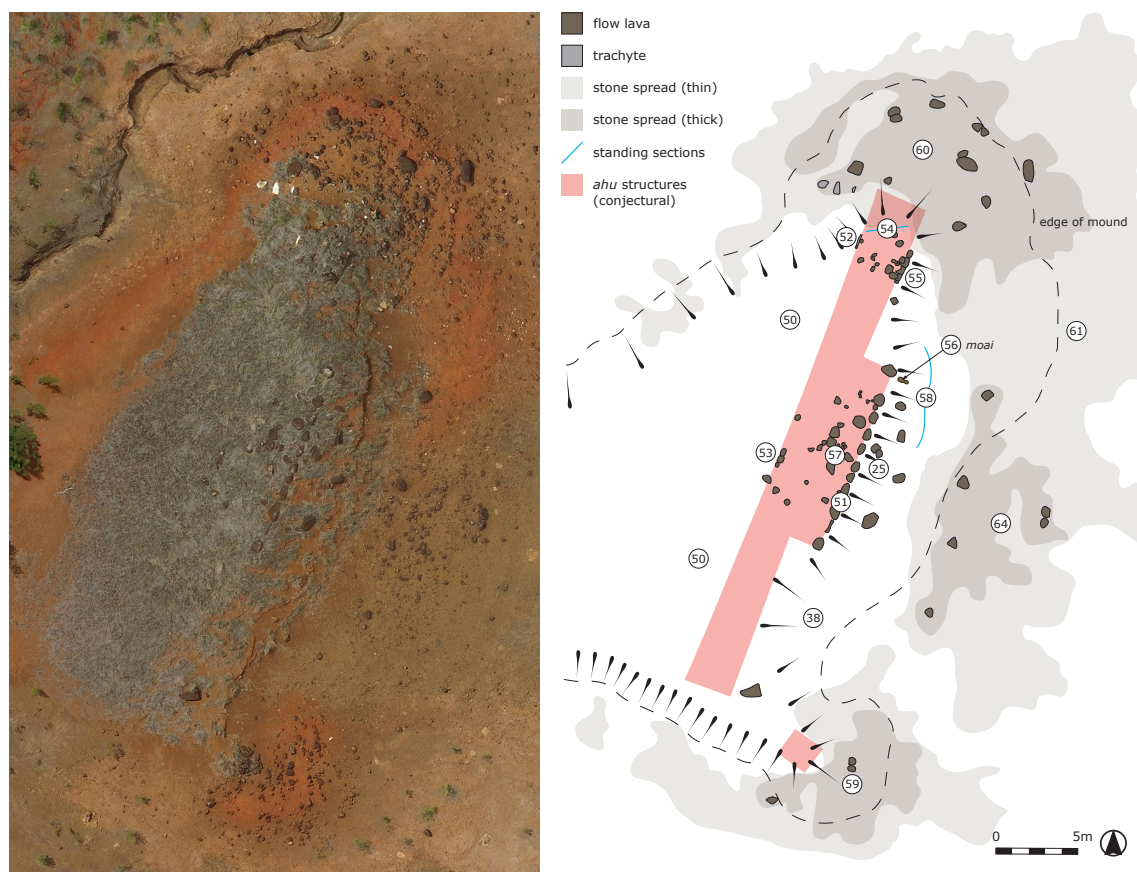 flow lava
trachyte
stone spread (thin)
stone spread (thick)
standing sections
ahu structures
(conjectural)
60
edge of mound
54
52
55
50
61
56 moai
58
53
57
25
51
64
50
38
59
0 5m